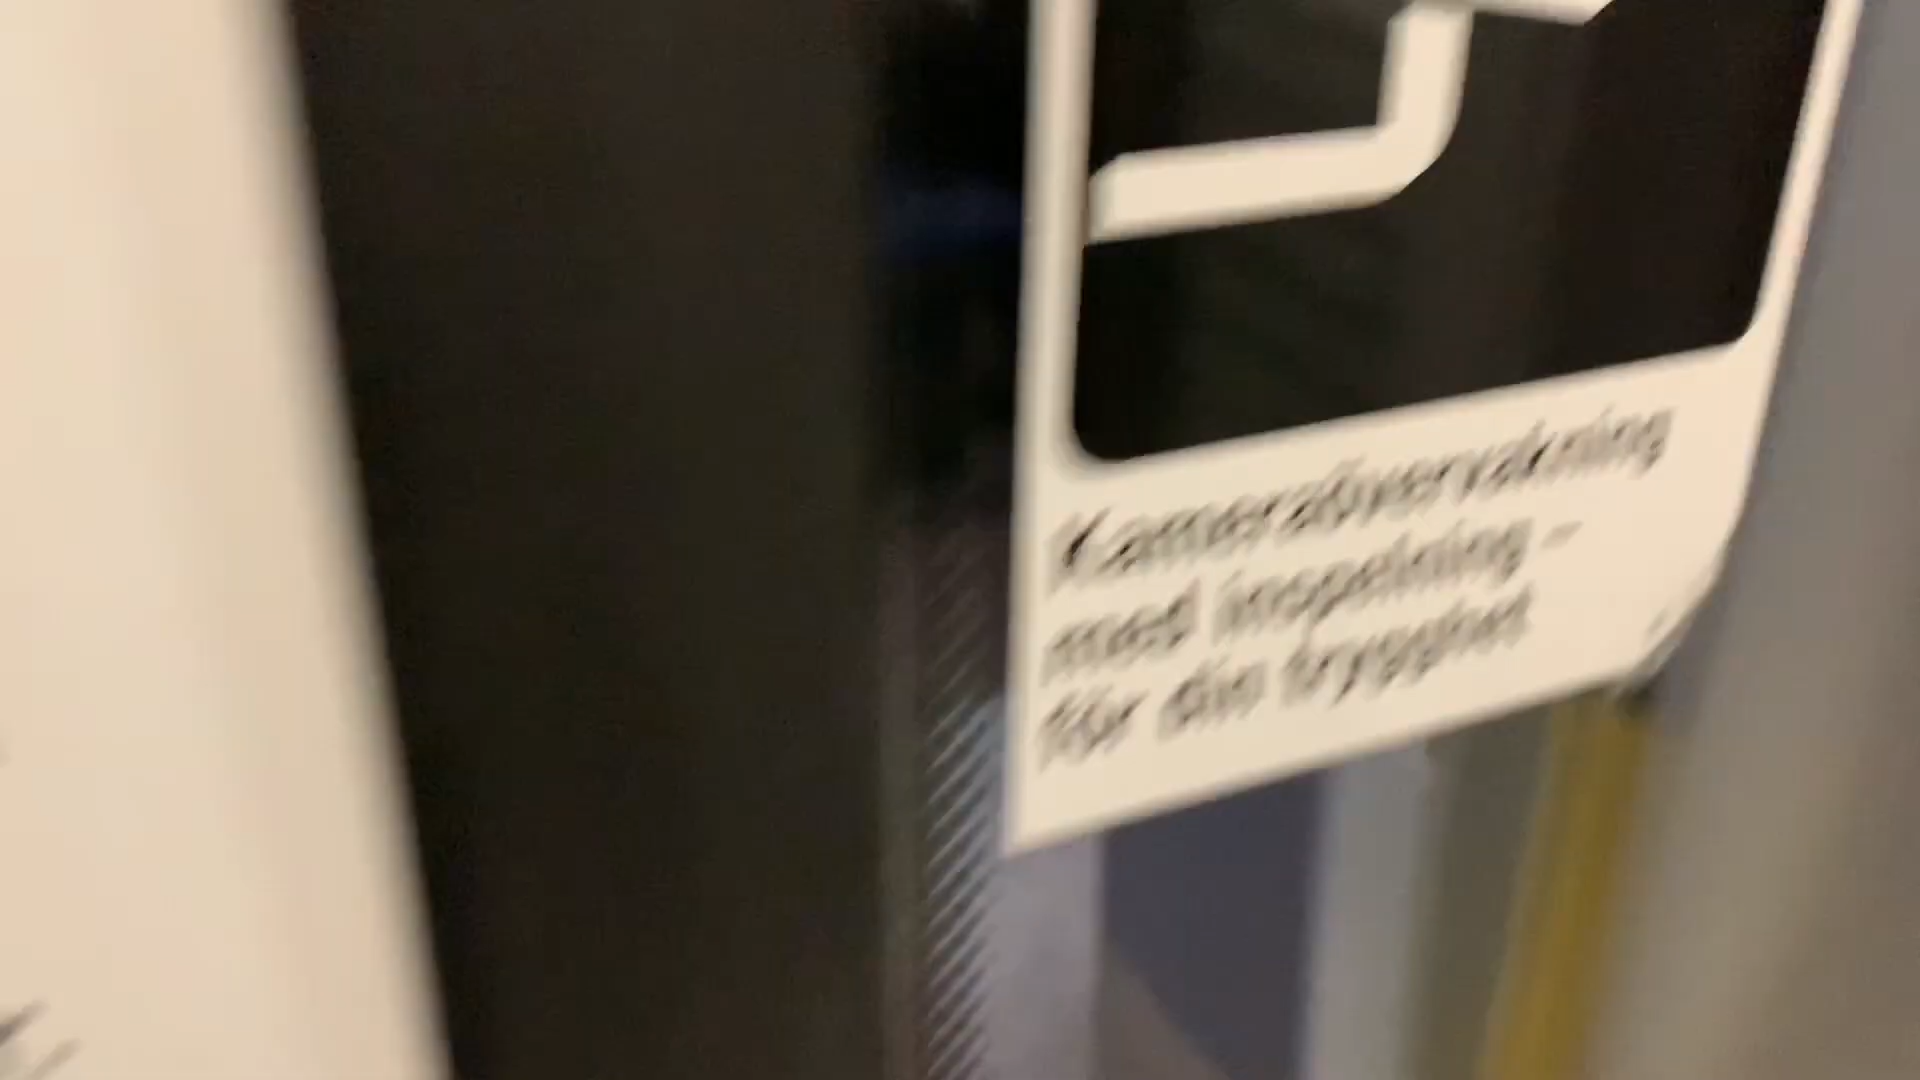 Kameraövervakning
med inspelning –
för din trygghet